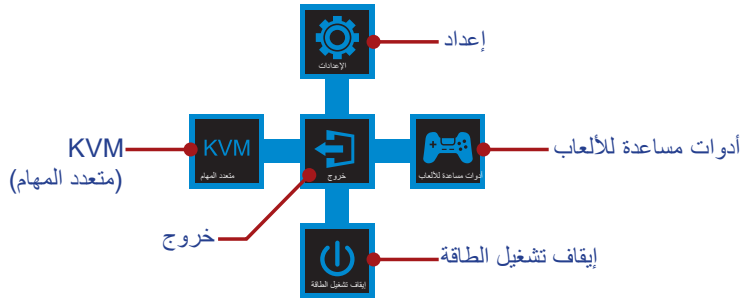 إعداد
الإعدادات
KVM
(متعدد المهام)
KVM
متعدد المهام
خروج
أدوات مساعدة للألعاب
أدوات مساعدة للألعاب
خروج
إيقاف تشغيل الطاقة
إيقاف تشغيل الطاقة